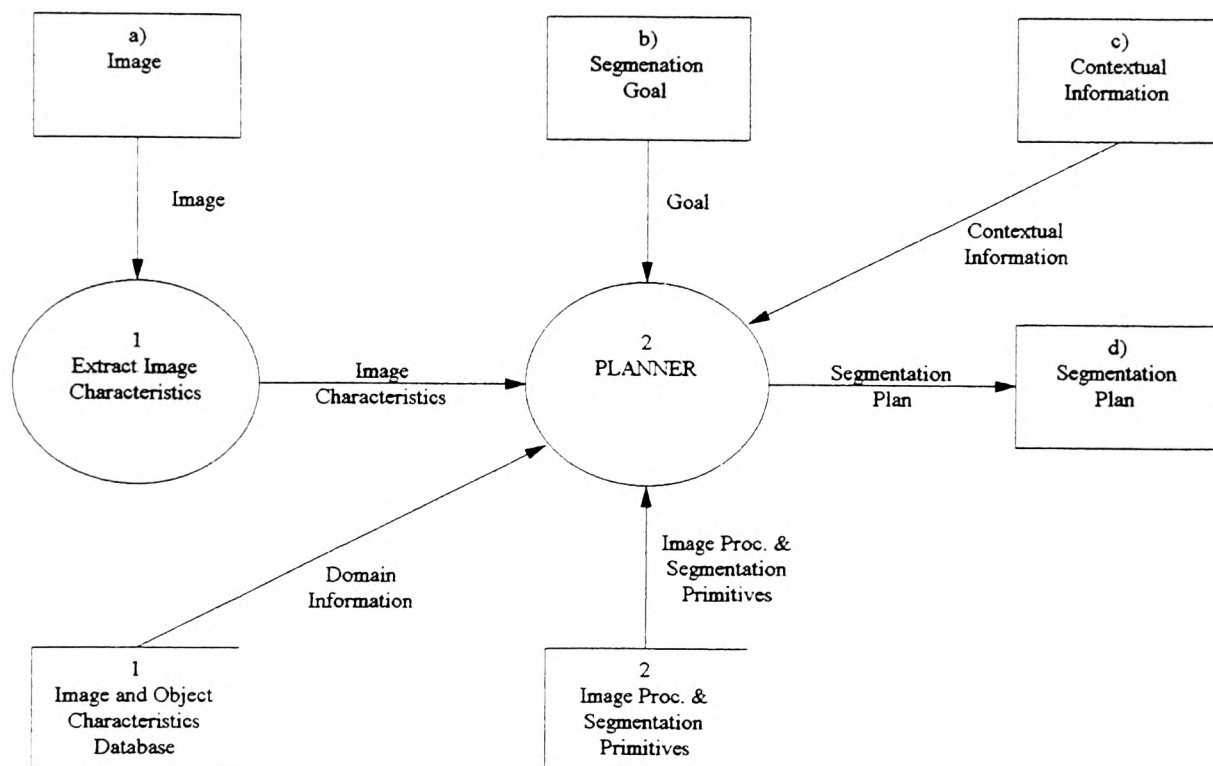 a)
Image
b)
Segmenation
Goal
c)
Contextual
Information
Image
Goal
Contextual
Information
1
Extract Image
Characteristics
Image
Characteristics
2
PLANNER
Segmentation
Plan
d)
Segmentation
Plan
Domain
Information
Image Proc. &
Segmentation
Primitives
1
Image and Object
Characteristics
Database
2
Image Proc. &
Segmentation
Primitives